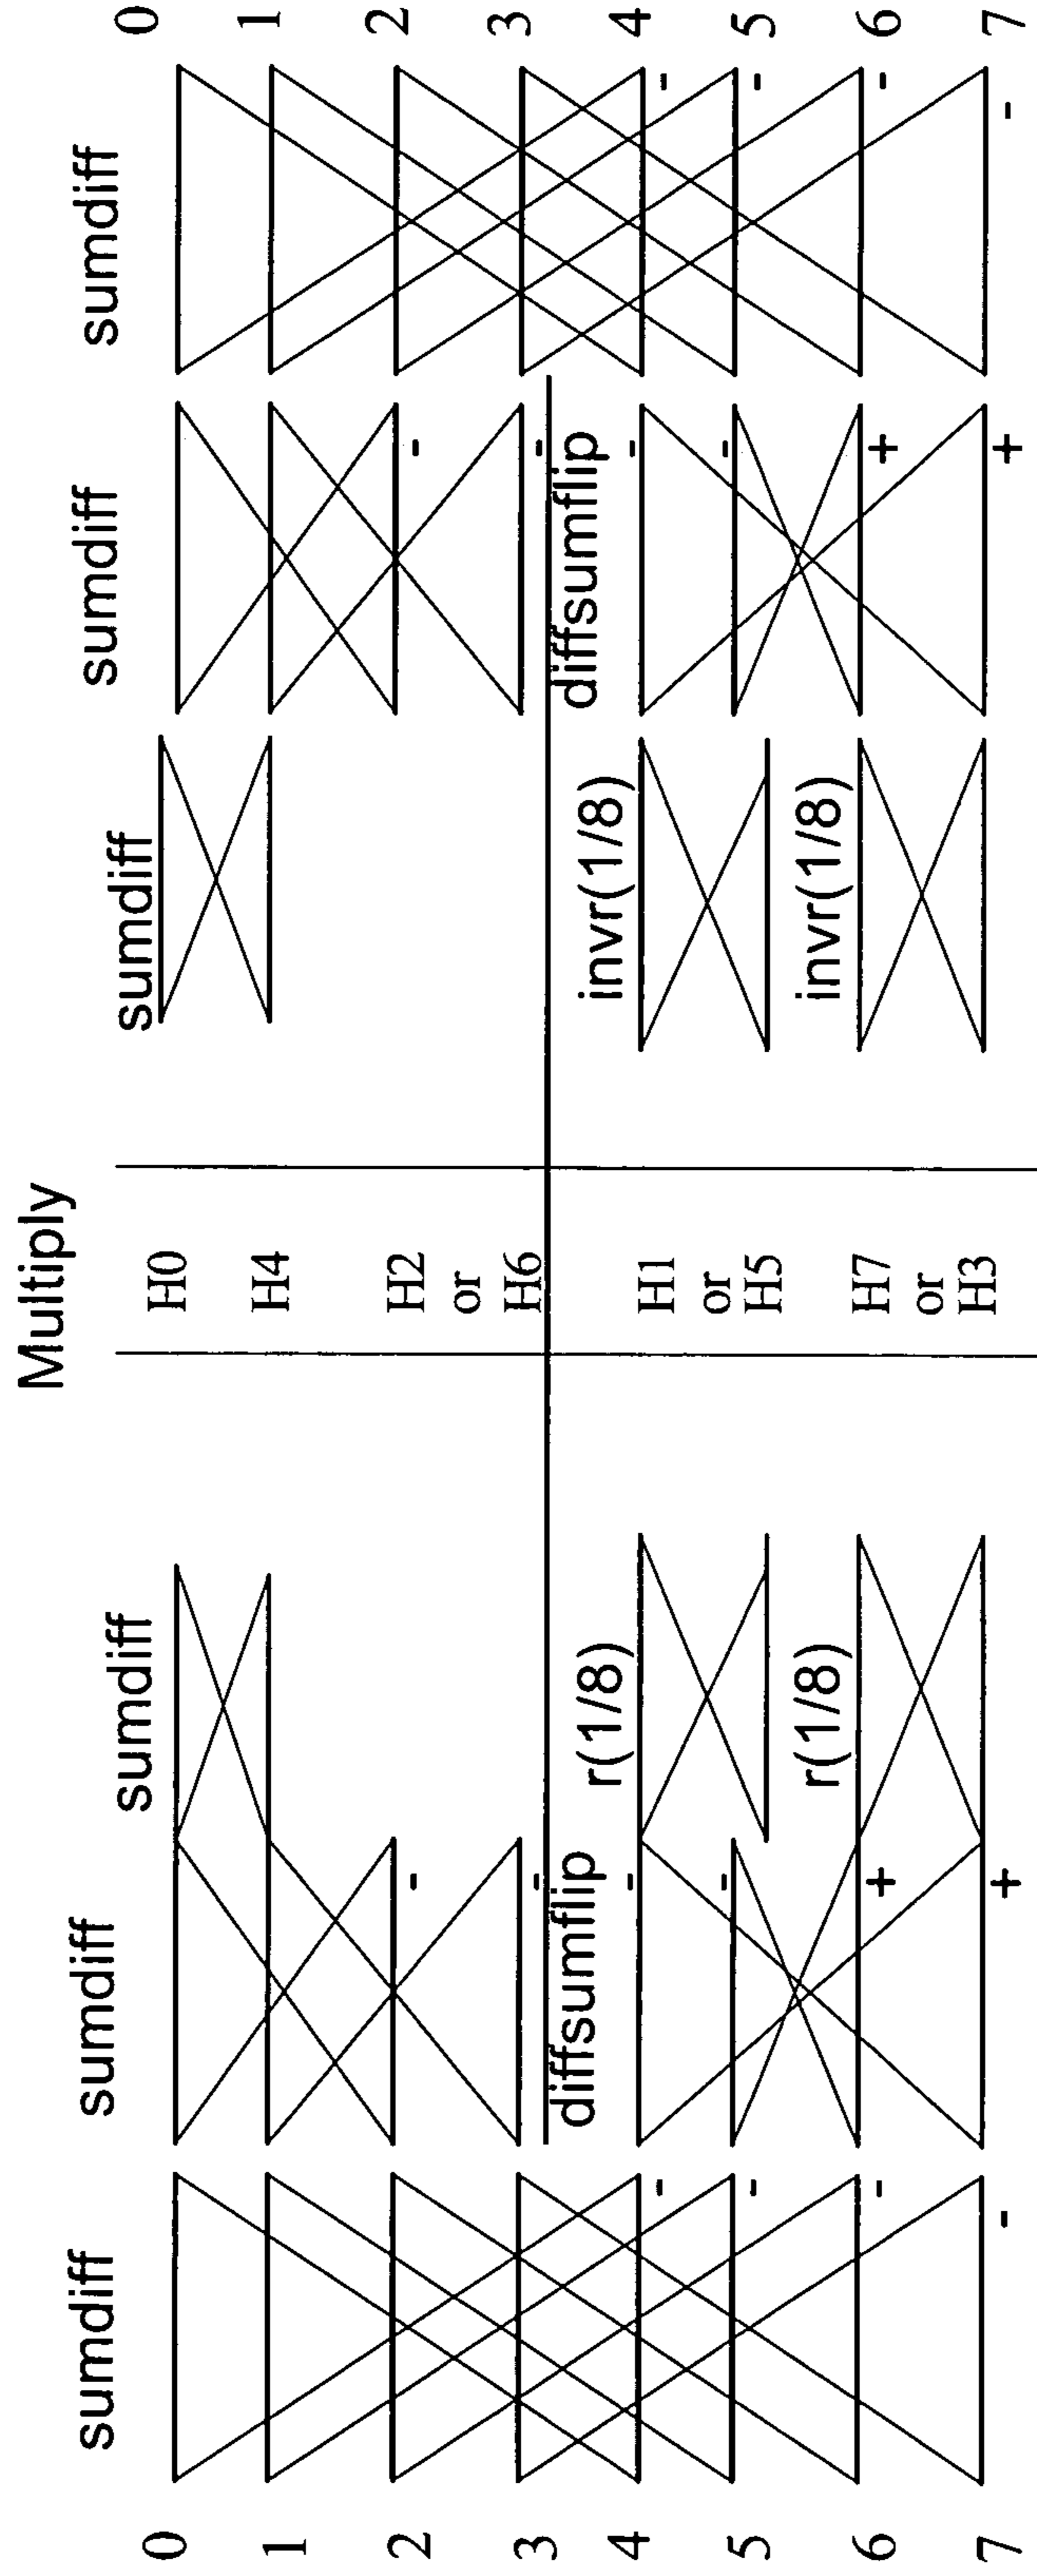 Multiply
sumdiff sumdiff sumdiff sumdiff sumdiff sumdiff
0 H0 0
1 H4 1
2 - H2 - 2
or
3 - H6 - 3
diffsumflip diffsumflip
r(1/8) invr(1/8)
4 - - H1 - - 4
or
5 - - H5 - - 5
r(1/8) invr(1/8)
6 - + H7 + - 6
or
7 - + H3 + - 7